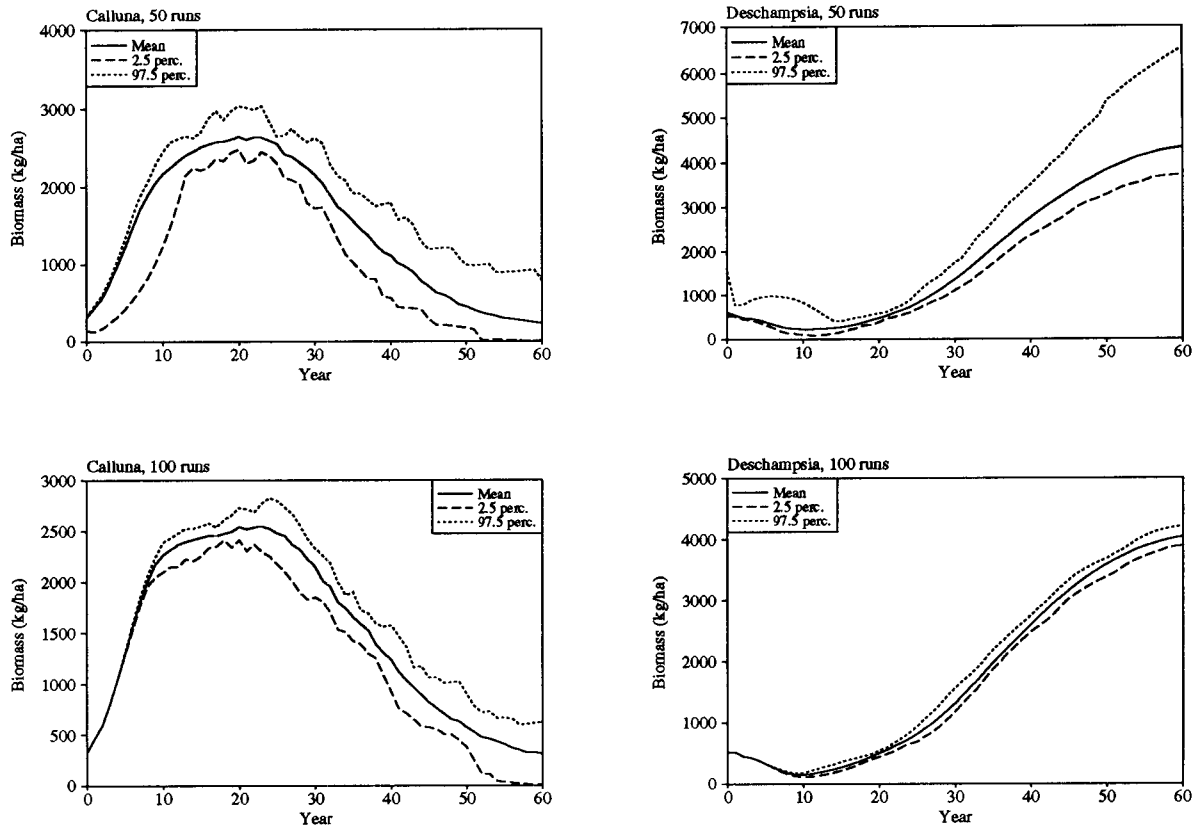 Calluna, 50 runs
4000
3000
2000
1000
0
Biomass (kg/ha)
Mean
2.5 perc.
97.5 perc.
0 10 20 30 40 50 60
Year
Deschampsia, 50 runs
7000
6000
5000
4000
3000
2000
1000
0
Biomass (kg/ha)
Mean
2.5 perc.
97.5 perc.
0 10 20 30 40 50 60
Year
Calluna, 100 runs
3000
2500
2000
1500
1000
500
0
Biomass (kg/ha)
Mean
2.5 perc.
97.5 perc.
0 10 20 30 40 50 60
Year
Deschampsia, 100 runs
5000
4000
3000
2000
1000
0
Biomass (kg/ha)
Mean
2.5 perc.
97.5 perc.
0 10 20 30 40 50 60
Year